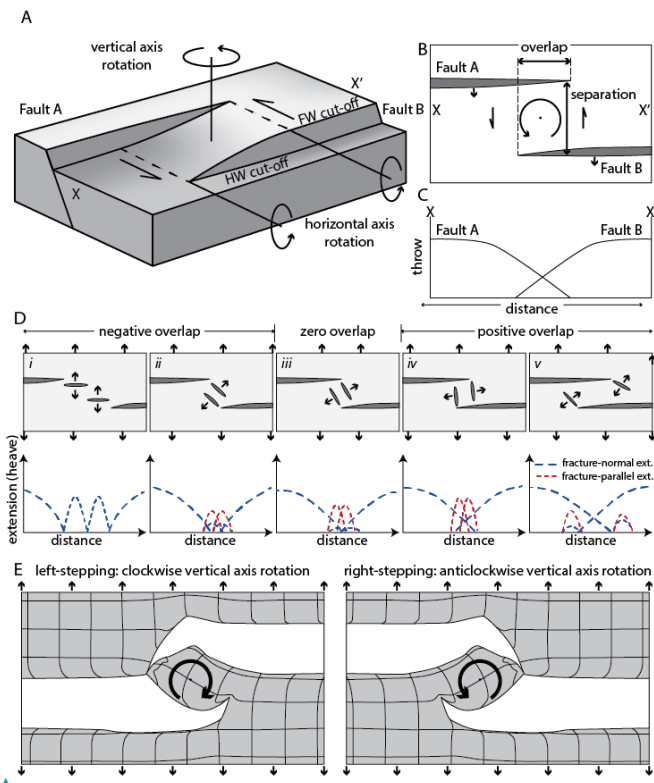 A
vertical axis
rotation
X'
Fault A
FW cut-off
Fault B
HW cut-off
X
horizontal axis
rotation
B
overlap
Fault A
separation
X
X'
Fault B
C
X
X
Fault A
Fault B
throw
distance
D
negative overlap
zero overlap
positive overlap
i
ii
iii
iv
v
extension (heave)
fracture-normal ext.
fracture-parallel ext.
distance
distance
distance
distance
distance
E
left-stepping: clockwise vertical axis rotation
right-stepping: anticlockwise vertical axis rotation